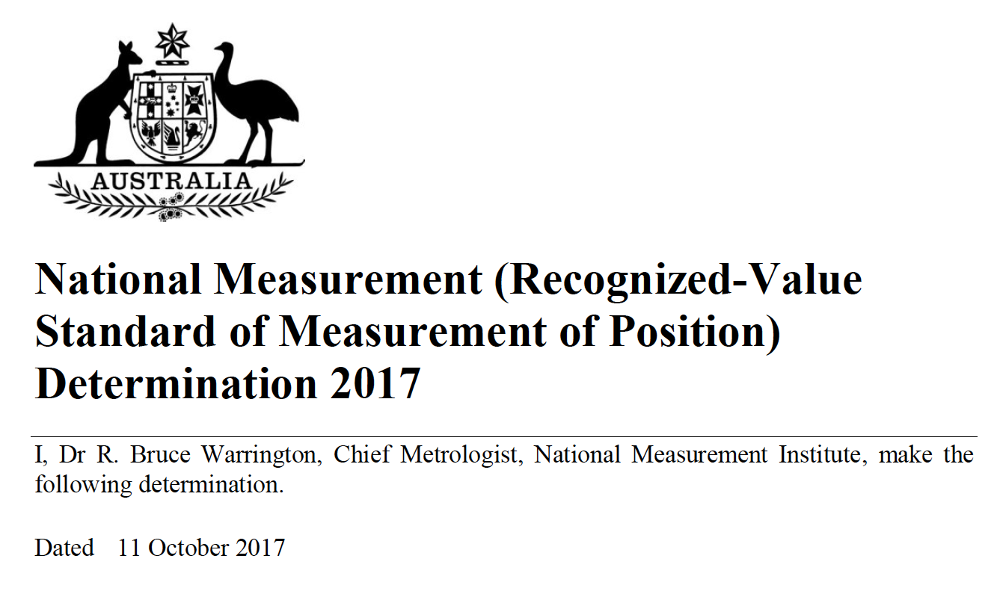 AUSTRALIA
National Measurement (Recognized-Value
Standard of Measurement of Position)
Determination 2017
I, Dr R. Bruce Warrington, Chief Metrologist, National Measurement Institute, make the
following determination.
Dated 11 October 2017